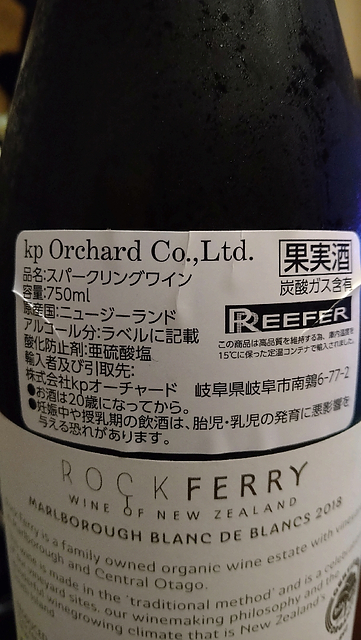 kp Orchard Co.,Ltd.
果実酒
炭酸ガス含有
品名:スパークリングワイン
容量:750ml
原産国:ニュージーランド
アルコール分:ラベルに記載
酸化防止剤:亜硫酸塩
輸入者及び引取先:
株式会社kpオーチャード 岐阜県岐阜市南鶉6-77-2
REEFER
この商品は高品質を維持する為、庫内温度を
15℃に保った定温コンテナで輸入されました。
●お酒は20歳になってから。
●妊娠中や授乳期の飲酒は、胎児・乳児の発育に悪影響を
与える恐れがあります。
ROCK FERRY
WINE OF NEW ZEALAND
MARLBOROUGH BLANC DE BLANCS 2018
Ferry is a family owned organic wine estate with
and Central Otago.
wine is made in the 'traditional method' and is a
vineyard sites, our winemaking philosophy and the
winegrowing climate that is New Zealand's